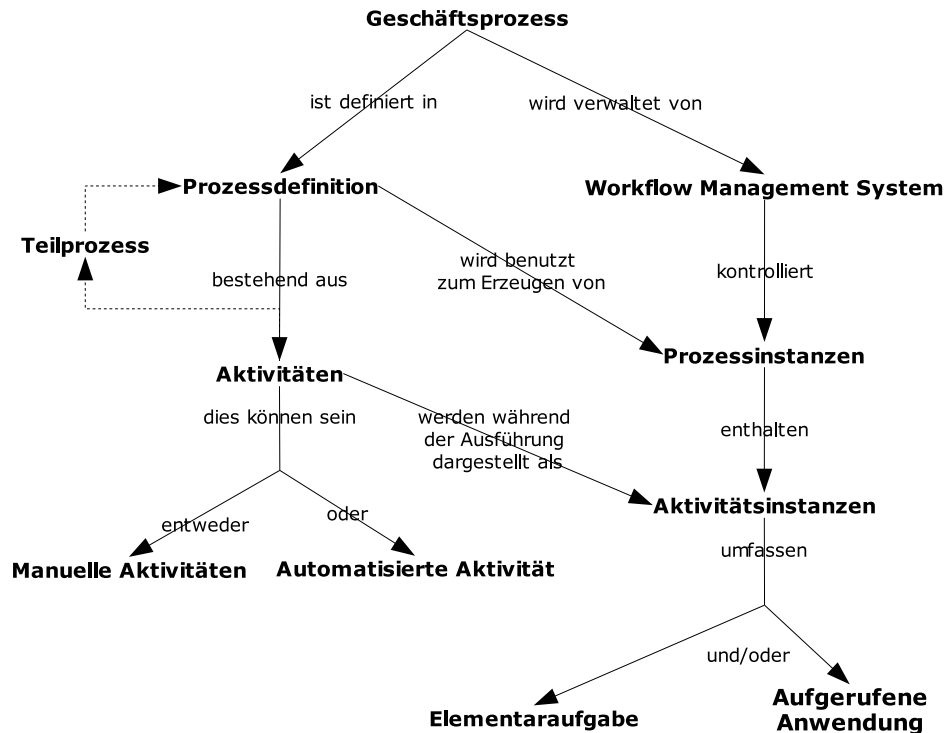 Geschäftsprozess
ist definiert in
wird verwaltet von
Prozessdefinition
Workflow Management System
Teilprozess
bestehend aus
wird benutzt
zum Erzeugen von
kontrolliert
Prozessinstanzen
Aktivitäten
dies können sein
werden während
der Ausführung
dargestellt als
enthalten
Aktivitätsinstanzen
entweder
oder
umfassen
Manuelle Aktivitäten
Automatisierte Aktivität
und/oder
Elementaraufgabe
Aufgerufene
Anwendung